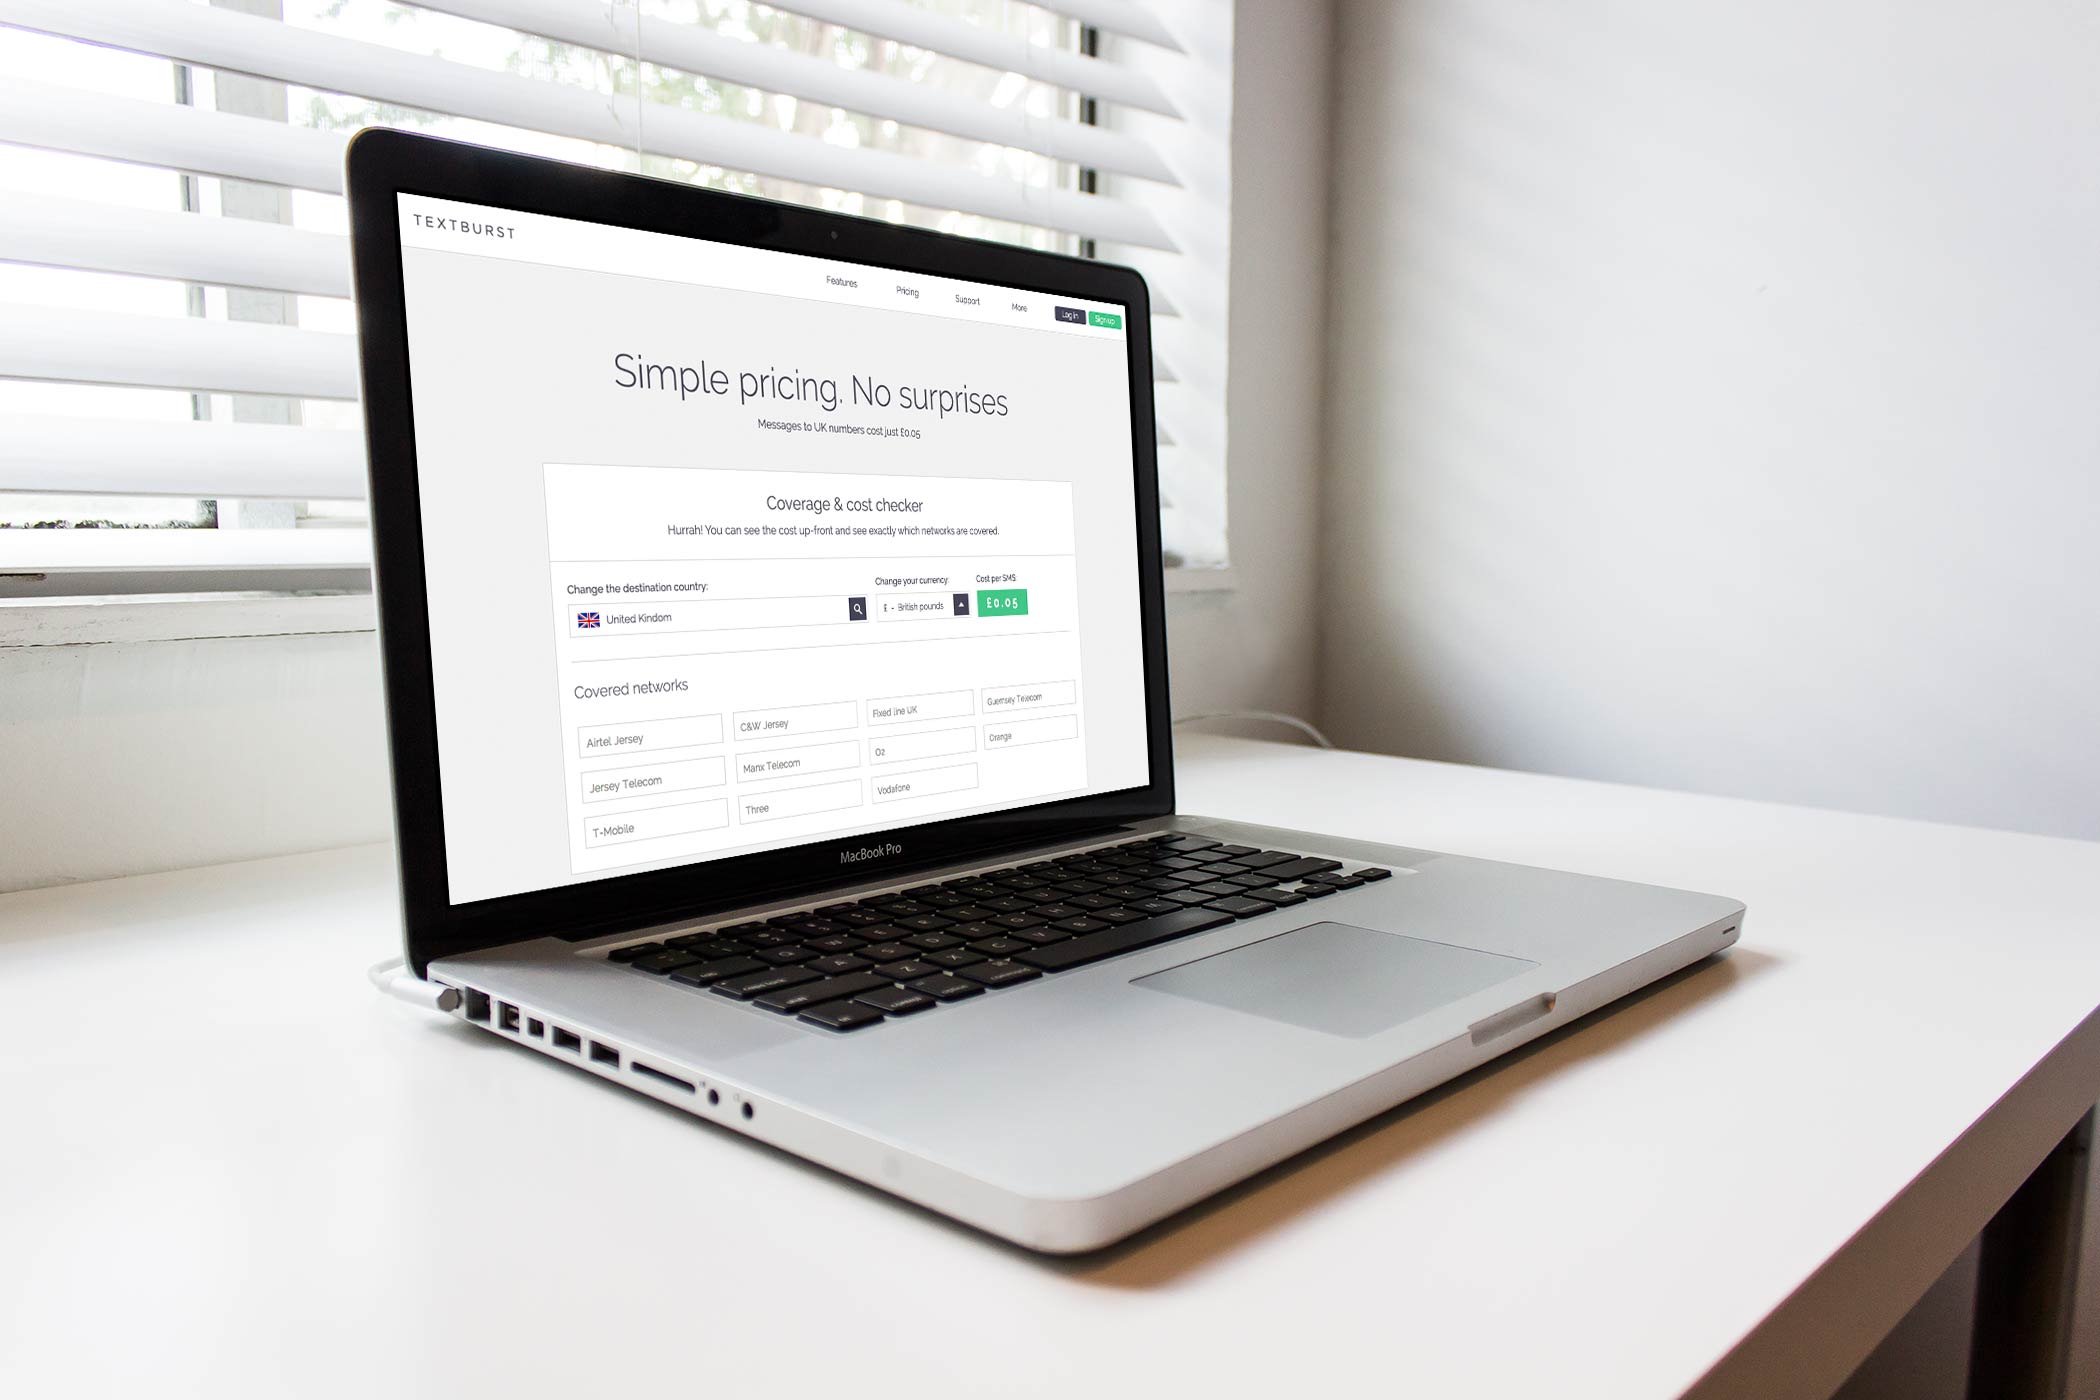 TEXTBURST
Features Pricing Support More Log in Sign up
Simple pricing. No surprises
Messages to UK numbers cost just £0.05
Coverage & cost checker
Hurrah! You can see the cost up-front and see exactly which networks are covered.
Change the destination country: Change your currency: Cost per SMS:
United Kindom £ - British pounds £0.05
Covered networks
Airtel Jersey C&W Jersey Fixed line UK Guernsey Telecom
Jersey Telecom Manx Telecom O2 Orange
T-Mobile Three Vodafone
MacBook Pro